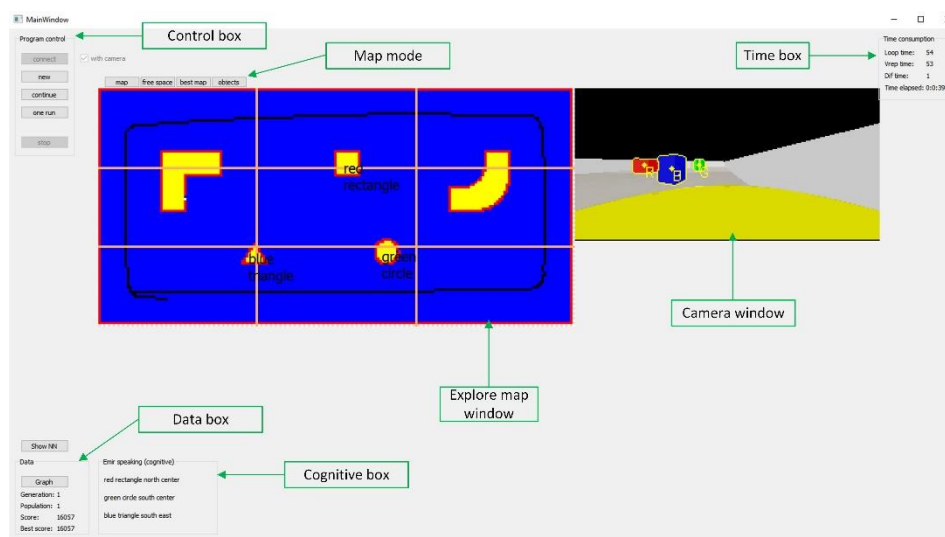 MainWindow
Program control
Control box
Time consumption
connect
with camera
Map mode
Time box
Loop time: 54
Vrep time: 53
Dif time: 1
Time elapsed: 0:0:39
new
map free space best map objects
continue
one run
stop
red
rectangle
R B G
blue
triangle
green
circle
Camera window
Explore map
window
Data box
Show NN
Data
Emir speaking (cognitive)
Cognitive box
Graph
red rectangle north center
Generation: 1
green circle south center
Population: 1
Score: 16057
blue triangle south east
Best score: 16057